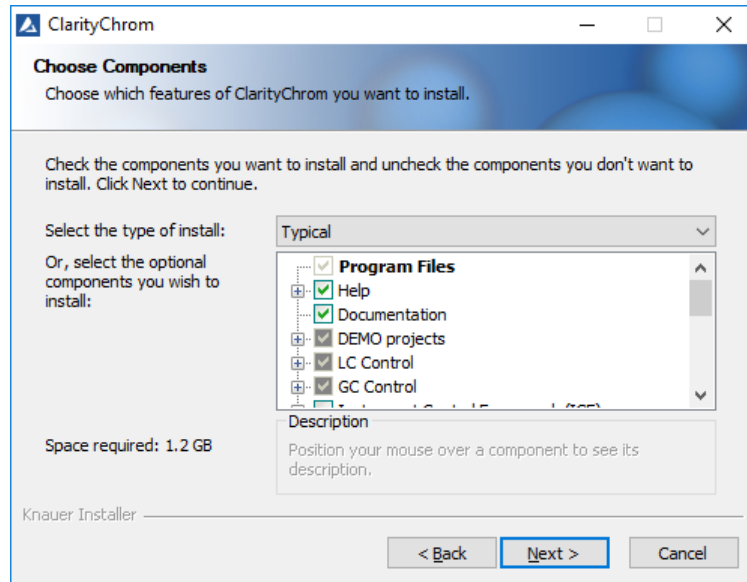 ClarityChrom
Choose Components
Choose which features of ClarityChrom you want to install.
Check the components you want to install and uncheck the components you don't want to
install. Click Next to continue.
Select the type of install:
Typical
Or, select the optional
components you wish to
install:
Program Files
Help
Documentation
DEMO projects
LC Control
GC Control
Space required: 1.2 GB
Description
Position your mouse over a component to see its
description.
Knauer Installer
< Back
Next >
Cancel